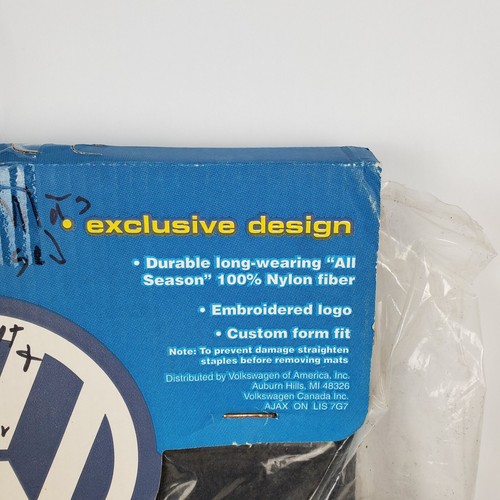 • exclusive design
• Durable long-wearing "All
Season" 100% Nylon fiber
• Embroidered logo
• Custom form fit
Note: To prevent damage straighten
staples before removing mats
Distributed by Volkswagen of America, Inc.
Auburn Hills, MI 48326
Volkswagen Canada Inc.
AJAX ON LIS 7G7